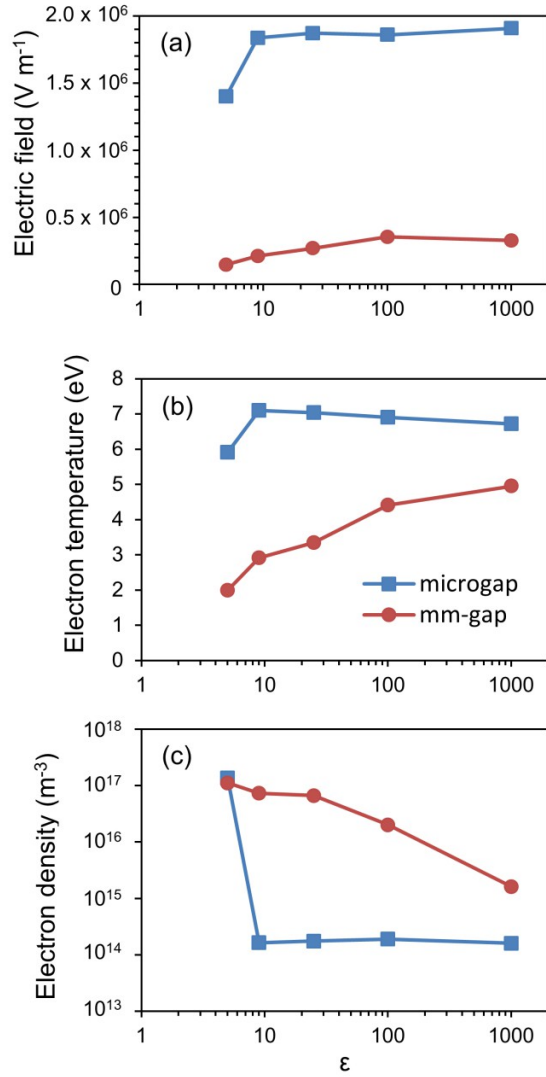 (a)
Electric field (V m⁻¹)
2.0 x 10⁶
1.5 x 10⁶
1.0 x 10⁶
0.5 x 10⁶
0
1 10 100 1000
(b)
Electron temperature (eV)
8
7
6
5
4
3
2
1
0
microgap
mm-gap
1 10 100 1000
(c)
Electron density (m⁻³)
10¹⁸
10¹⁷
10¹⁶
10¹⁵
10¹⁴
10¹³
1 10 100 1000
ε